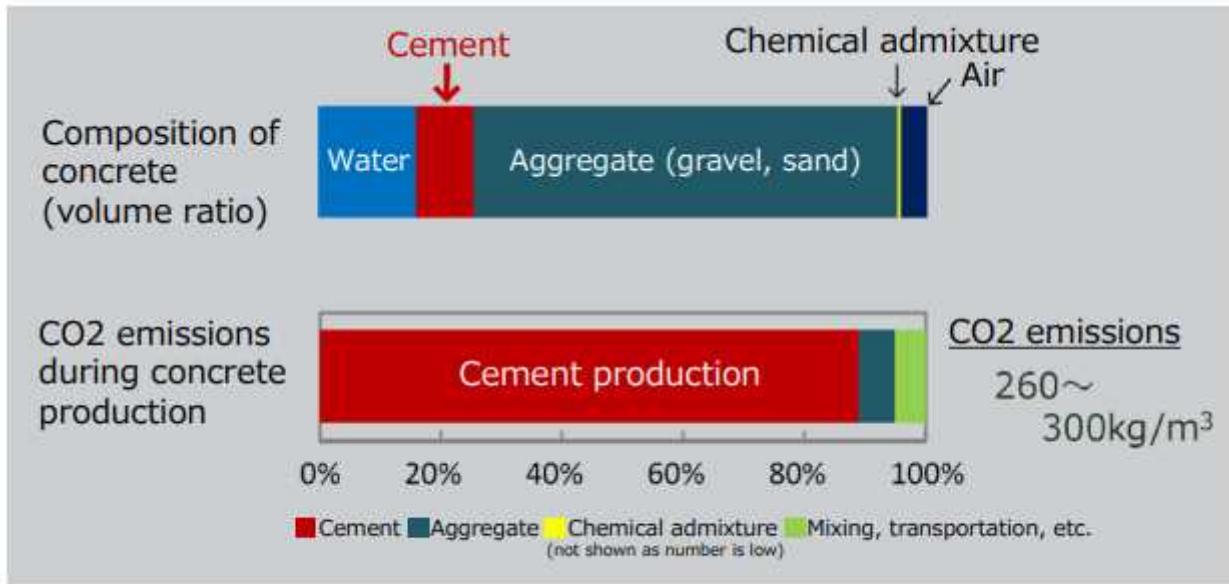 Cement
Chemical admixture
Air
Composition of
concrete
(volume ratio)
Water
Aggregate (gravel, sand)
CO2 emissions
during concrete
production
Cement production
CO2 emissions
260～
300kg/m³
0%
20%
40%
60%
80%
100%
Cement
Aggregate
Chemical admixture
(not shown as number is low)
Mixing, transportation, etc.